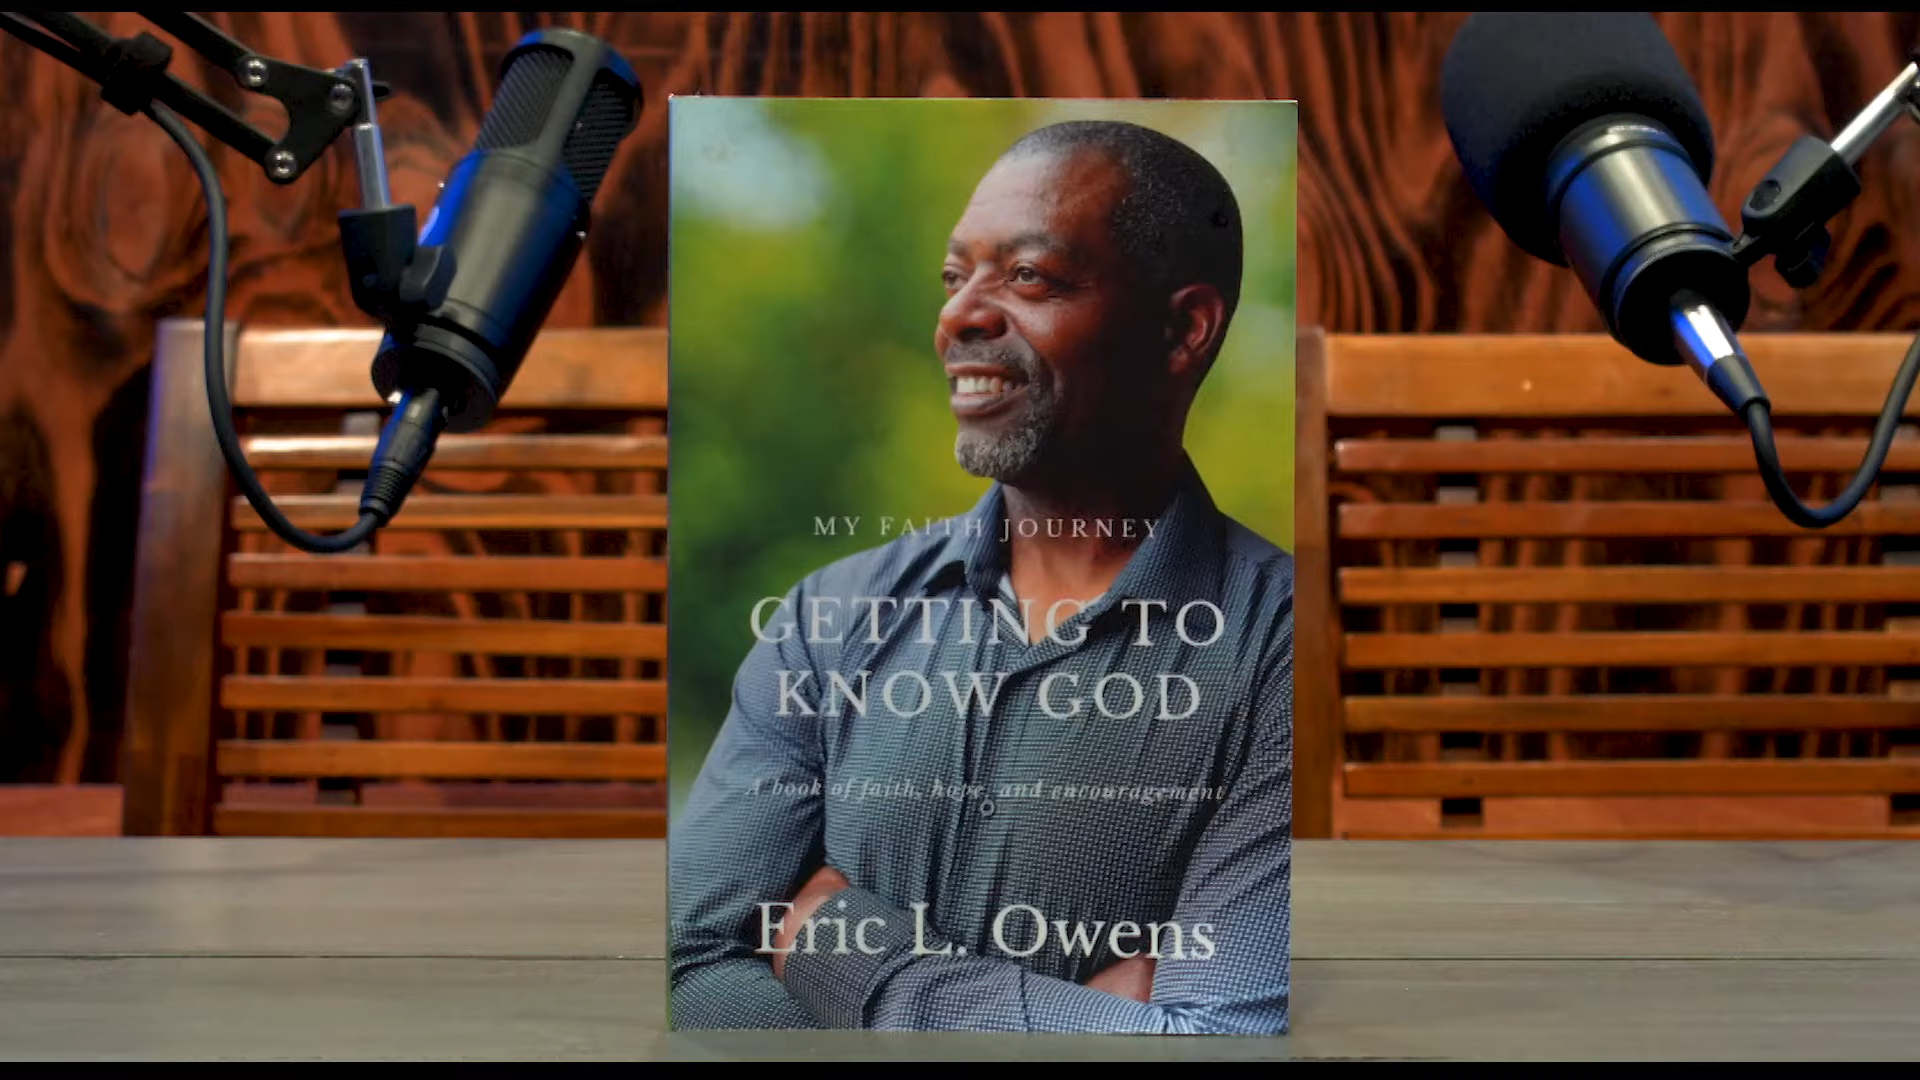 MY FAITH JOURNEY
GETTING TO
KNOW GOD
A book of faith, hope, and encouragement
Eric L. Owens